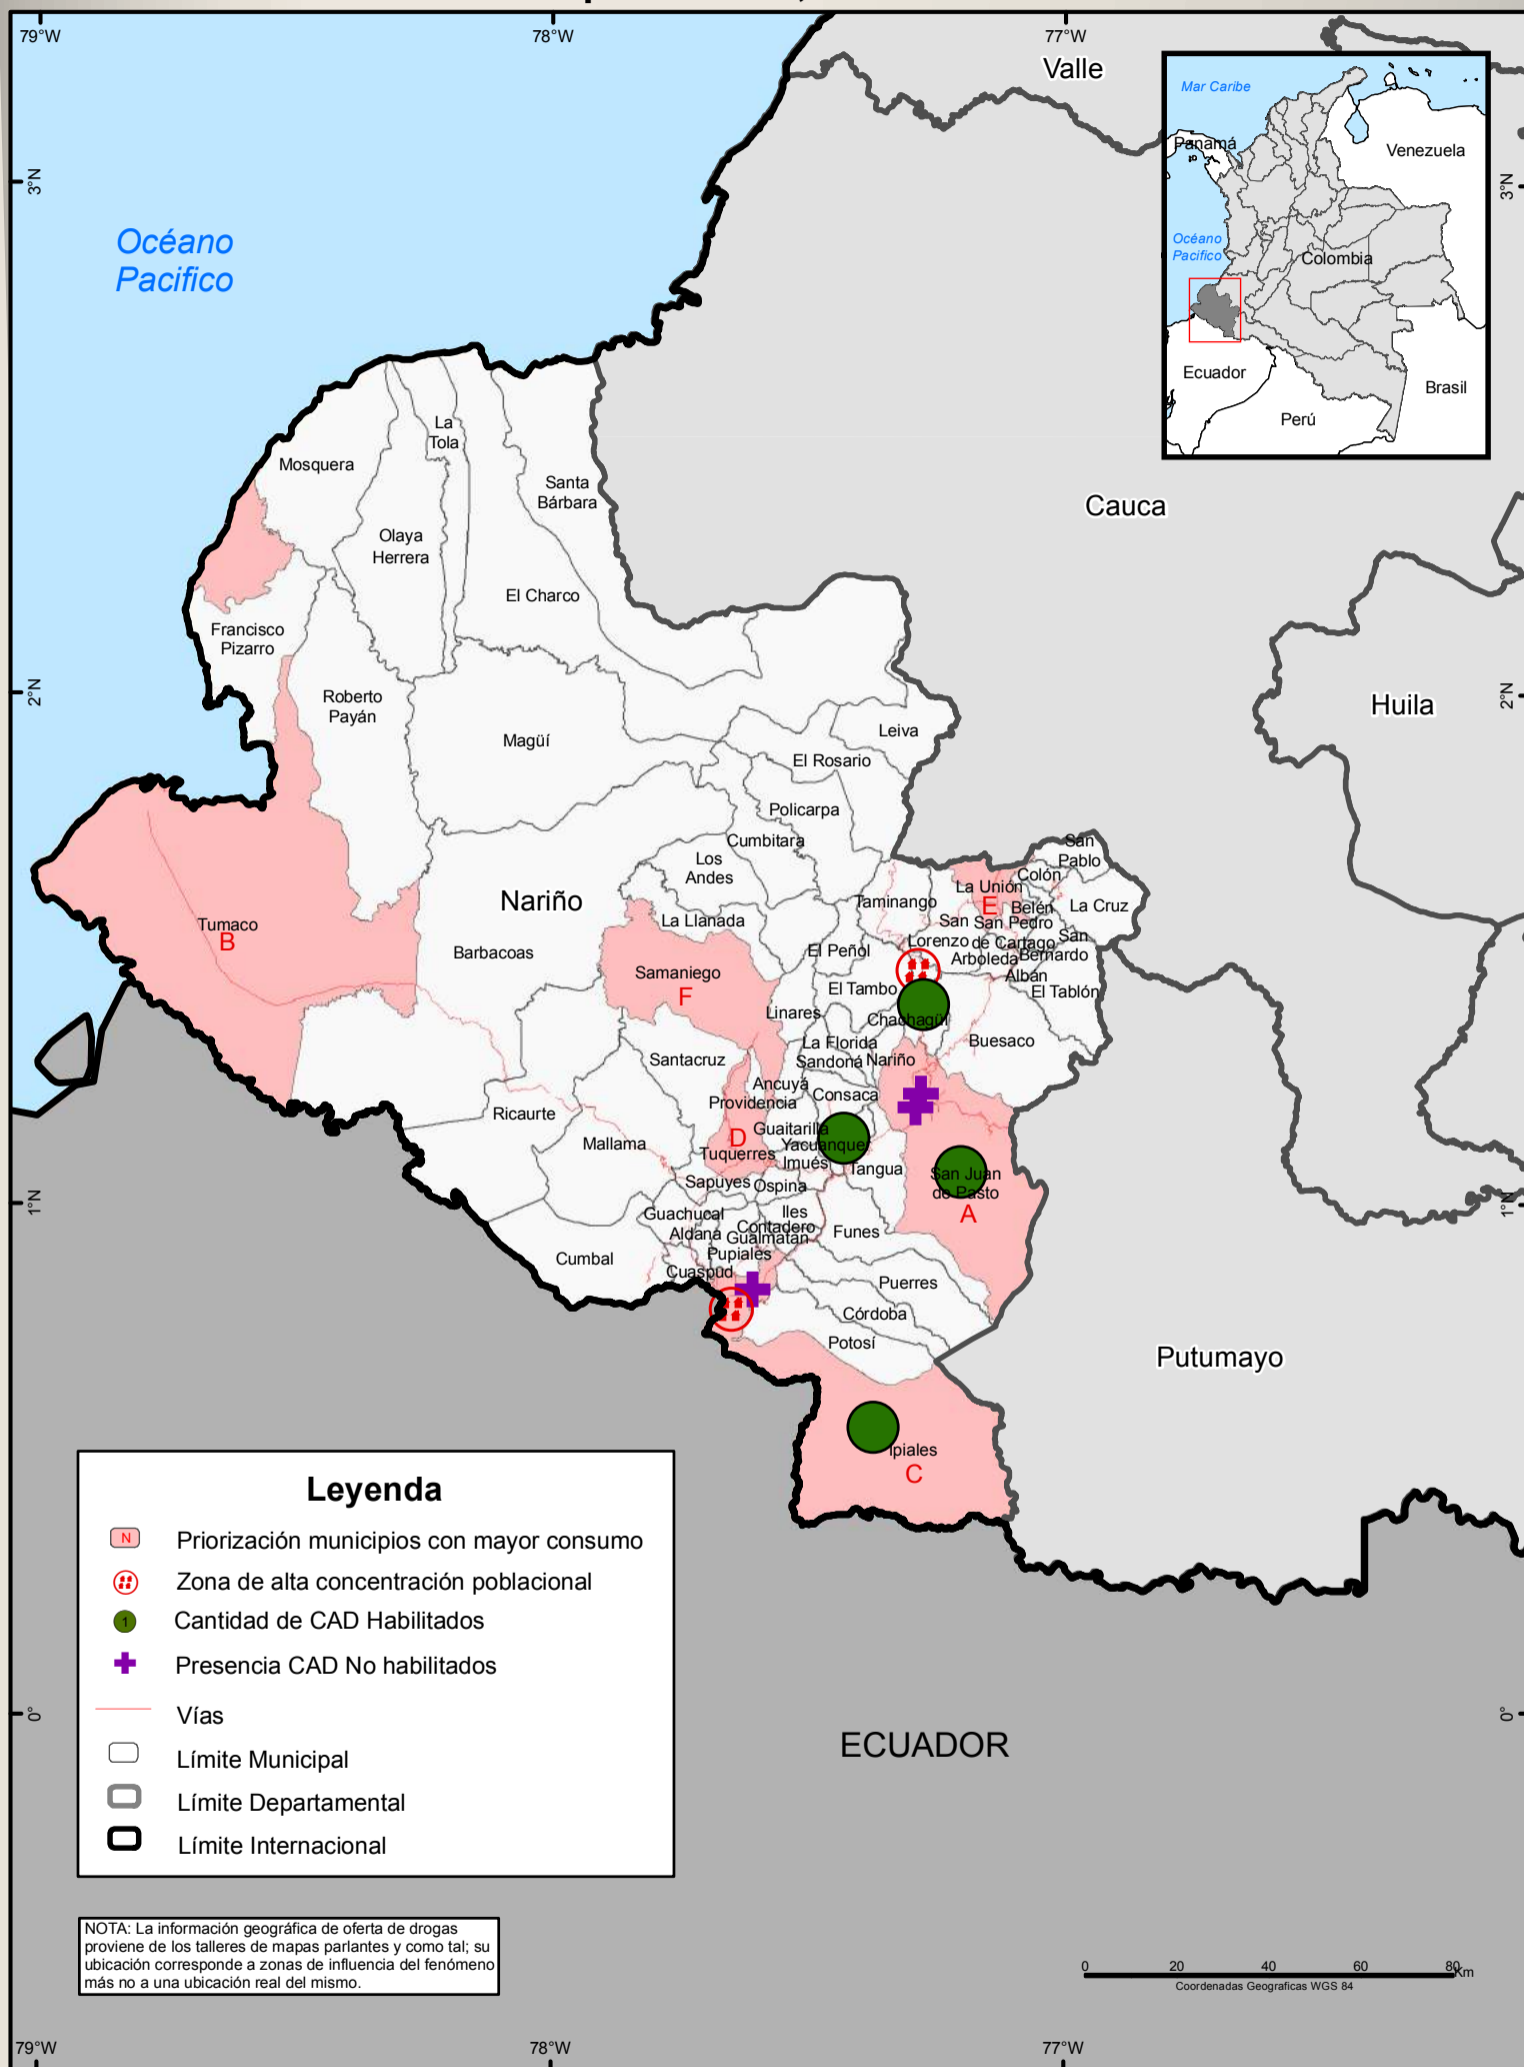 79°W
78°W
77°W
Valle
Mar Caribe
Panamá
Venezuela
3°N
3°N
Océano
Pacifico
Océano
Pacifico
Colombia
Ecuador
Brasil
Perú
La
Tola
Mosquera
Santa
Bárbara
Cauca
Olaya
Herrera
El Charco
Francisco
Pizarro
2°N
2°N
Roberto
Payán
Huila
Leiva
Magüí
El Rosario
Policarpa
Cumbitara
San
Pablo
Los
Andes
Colón
La Unión
Nariño
Taminango
E
Belén
La Cruz
La Llanada
San
San Pedro
Tumaco
B
Lorenzo
de Cartago
San
Barbacoas
El Peñol
Arboleda
Bernardo
Samaniego
Albán
F
El Tambo
El Tablón
Linares
Chachagüí
La Florida
Buesaco
Santacruz
Sandoná
Nariño
Ancuyá
Consaca
Providencia
Ricaurte
Guaitarilla
Mallama
D
Yacuanquer
Tuquerres
Imués
Tangua
San Juan
de Pasto
Sapuyes
Ospina
A
1°N
1°N
Guachucal
Iles
Aldana
Contadero
Funes
Gualmatán
Cumbal
Pupiales
Cuaspud
Puerres
Córdoba
Potosí
Putumayo
Ipiales
C
Leyenda
N
Priorización municipios con mayor consumo
Zona de alta concentración poblacional
1
Cantidad de CAD Habilitados
Presencia CAD No habilitados
Vías
Límite Municipal
Límite Departamental
Límite Internacional
0°
0°
ECUADOR
NOTA: La información geográfica de oferta de drogas
proviene de los talleres de mapas parlantes y como tal; su
ubicación corresponde a zonas de influencia del fenómeno
más no a una ubicación real del mismo.
0 20 40 60 80 Km
Coordenadas Geograficas WGS 84
79°W
78°W
77°W